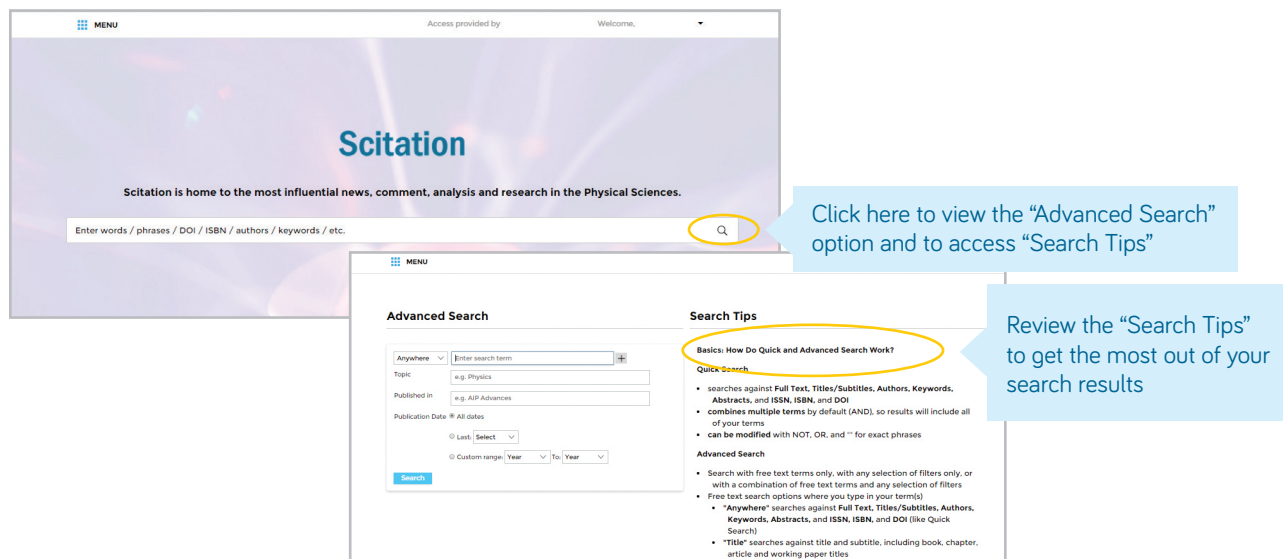 MENU
Access provided by
Welcome,
Scitation
Scitation is home to the most influential news, comment, analysis and research in the Physical Sciences.
Enter words / phrases / DOI / ISBN / authors / keywords / etc.
Click here to view the “Advanced Search”
option and to access “Search Tips”
MENU
Advanced Search
Anywhere
Enter search term
+
Topic
e.g. Physics
Published in
e.g. AIP Advances
Publication Date
All dates
Last: Select
Custom range: Year To: Year
Search
Search Tips
Basics: How Do Quick and Advanced Search Work?
Quick Search
• searches against Full Text, Titles/Subtitles, Authors, Keywords,
Abstracts, and ISSN, ISBN, and DOI
• combines multiple terms by default (AND), so results will include all
of your terms
• can be modified with NOT, OR, and "" for exact phrases
Advanced Search
• Search with free text terms only, with any selection of filters only, or
with a combination of free text terms and any selection of filters
• Free text search options where you type in your term(s)
• "Anywhere" searches against Full Text, Titles/Subtitles, Authors,
Keywords, Abstracts, and ISSN, ISBN, and DOI (like Quick
Search)
• "Title" searches against title and subtitle, including book, chapter,
article and working paper titles
Review the “Search Tips”
to get the most out of your
search results